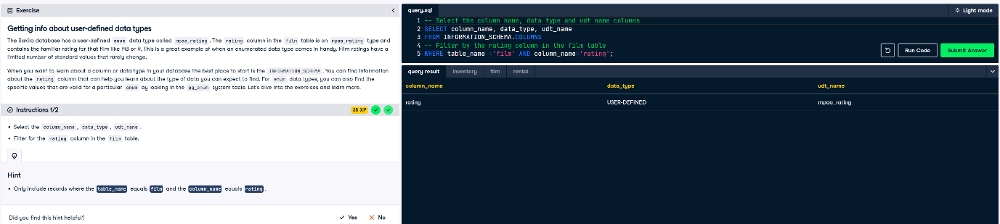 Exercise
Getting info about user-defined data types
The Sakila database has a user-defined enum data type called mpaa_rating. The rating column in the film table is an mpaa_rating type and
contains the familiar rating for that film like PG or R. This is a great example of when an enumerated data type comes in handy. Film ratings have a
limited number of standard values that rarely change.
When you want to learn about a column or data type in your database the best place to start is the INFORMATION_SCHEMA. You can find information
about the rating column that can help you learn about the type of data you can expect to find. For enum data types, you can also find the
specific values that are valid for a particular enum by looking in the pg_enum system table. Let's dive into the exercises and learn more.
Instructions 1/2
35 XP
• Select the column_name, data_type, udt_name.
• Filter for the rating column in the film table.
Hint
• Only include records where the table_name equals film and the column_name equals rating.
Did you find this hint helpful?
Yes
No
query.sql
Light mode
1 -- Select the column name, data type and udt name columns
2 SELECT column_name, data_type, udt_name
3 FROM INFORMATION_SCHEMA.COLUMNS
4 -- Filter by the rating column in the film table
5 WHERE table_name ='film' AND column_name='rating';
Run Code
Submit Answer
query result inventory film rental
column_name data_type udt_name
rating USER-DEFINED mpaa_rating